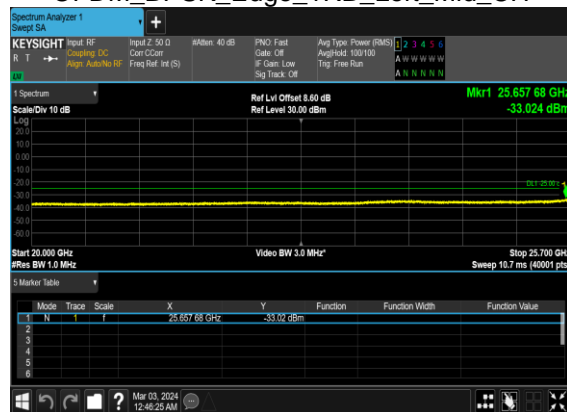 Spectrum Analyzer 1
Swept SA
+
KEYSIGHT Input: RF Input Z: 50 Ω #Atten: 40 dB PNO: Fast Avg Type: Power (RMS) 1 2 3 4 5 6
R T Coupling: DC Corr CCorr Gate: Off Avg|Hold: 100/100 A W W W W W
Align: Auto/No RF Freq Ref: Int (S) IF Gain: Low Trig: Free Run
LW Sig Track: Off A N N N N N
1 Spectrum Ref Lvl Offset 8.60 dB Mkr1 25.657 68 GHz
Scale/Div 10 dB Ref Level 30.00 dBm -33.024 dBm
Log
20.0
10.0
0.00
-10.0
-20.0
DL1 -25.00
-30.0
-40.0
-50.0
-60.0
Start 20.000 GHz Video BW 3.0 MHz* Stop 25.700 GHz
#Res BW 1.0 MHz Sweep 10.7 ms (40001 pts)
5 Marker Table
Mode Trace Scale X Y Function Function Width Function Value
1 N 1 f 25.657 68 GHz -33.02 dBm
2
3
4
5
6
? Mar 03, 2024
12:46:25 AM